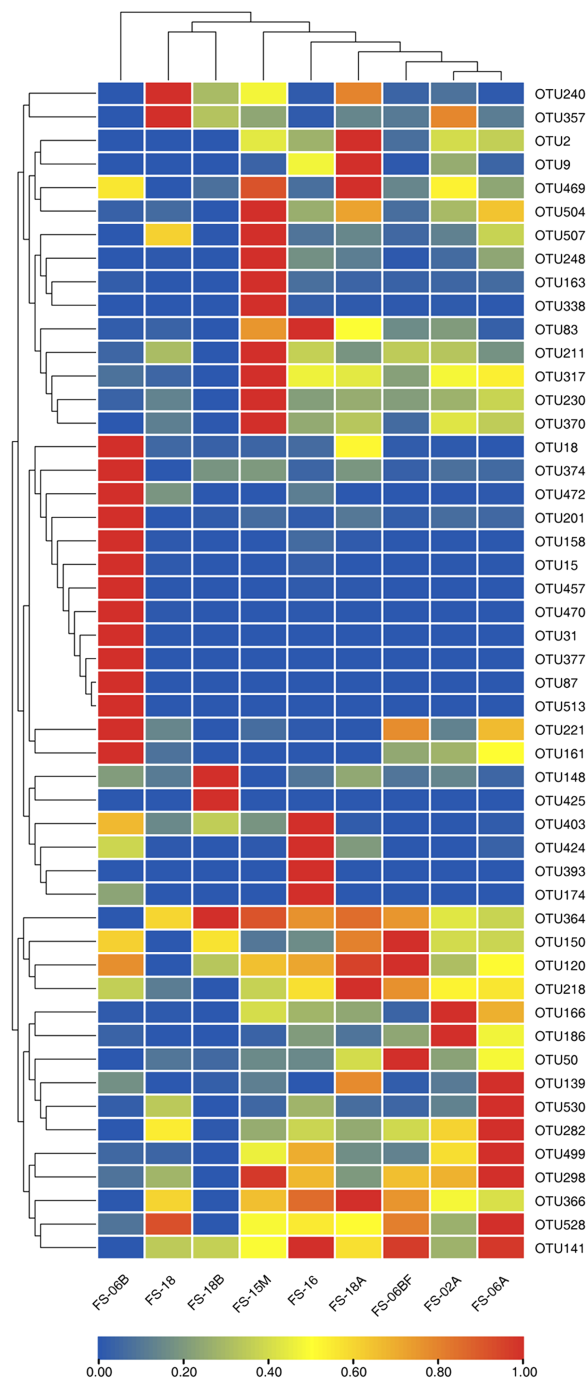 OTU240
OTU357
OTU2
OTU9
OTU469
OTU504
OTU507
OTU248
OTU163
OTU338
OTU83
OTU211
OTU317
OTU230
OTU370
OTU18
OTU374
OTU472
OTU201
OTU158
OTU15
OTU457
OTU470
OTU31
OTU377
OTU87
OTU513
OTU221
OTU161
OTU148
OTU425
OTU403
OTU424
OTU393
OTU174
OTU364
OTU150
OTU120
OTU218
OTU166
OTU186
OTU50
OTU139
OTU530
OTU282
OTU499
OTU298
OTU366
OTU528
OTU141
FS-06B FS-18 FS-18B FS-15M FS-16 FS-18A FS-06BF FS-02A FS-06A
0.00 0.20 0.40 0.60 0.80 1.00